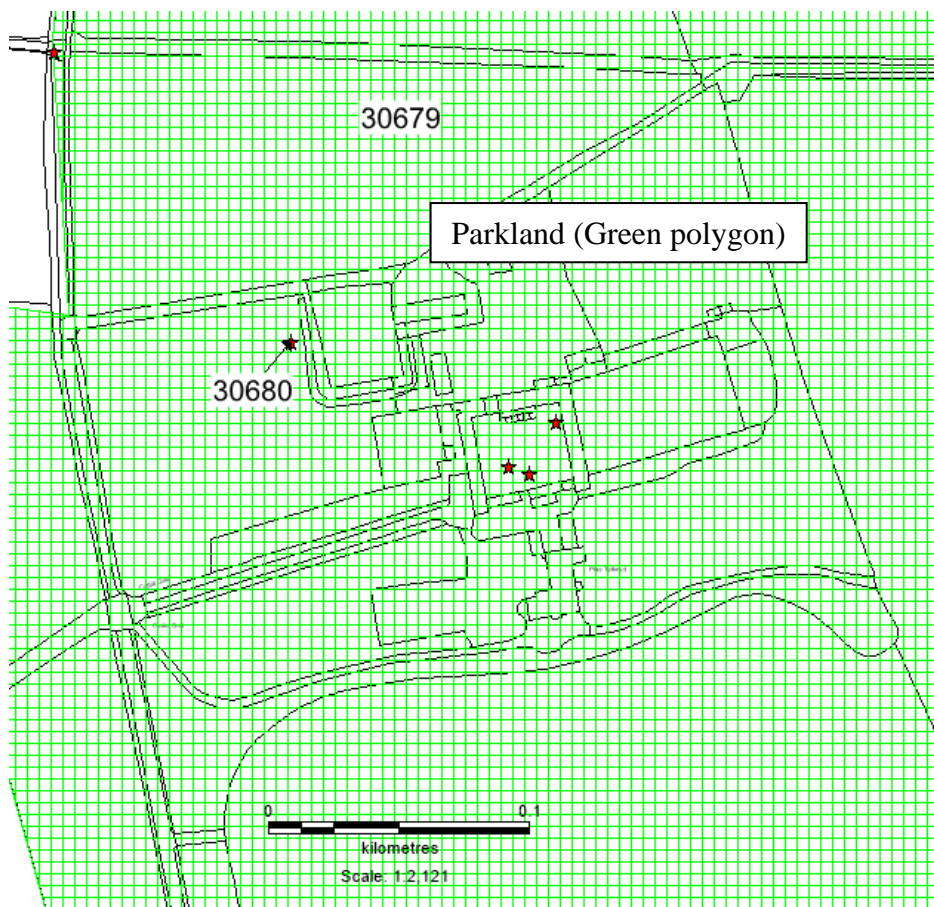 30679
Parkland (Green polygon)
30680
0 0.1
kilometres
Scale: 1:2,121